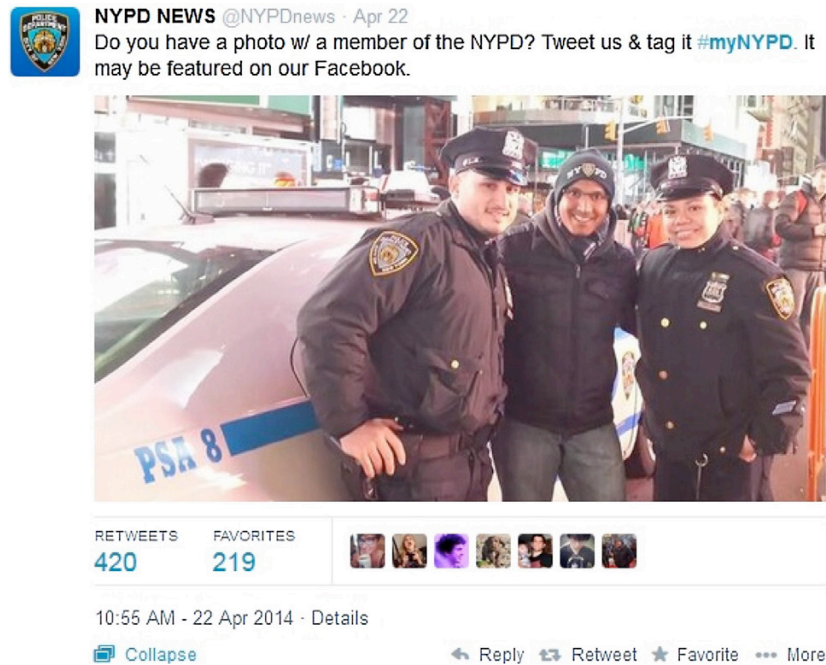 NYPD NEWS @NYPDnews · Apr 22
Do you have a photo w/ a member of the NYPD? Tweet us & tag it #myNYPD. It
may be featured on our Facebook.
NYPD
PSA 8
RETWEETS FAVORITES
420 219
10:55 AM - 22 Apr 2014 · Details
Collapse Reply Retweet Favorite More